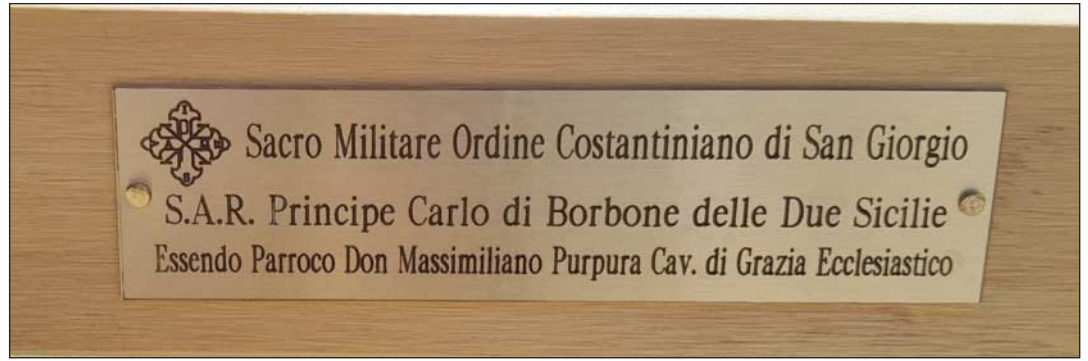 Sacro Militare Ordine Costantiniano di San Giorgio
S.A.R. Principe Carlo di Borbone delle Due Sicilie
Essendo Parroco Don Massimiliano Purpura Cav. di Grazia Ecclesiastico